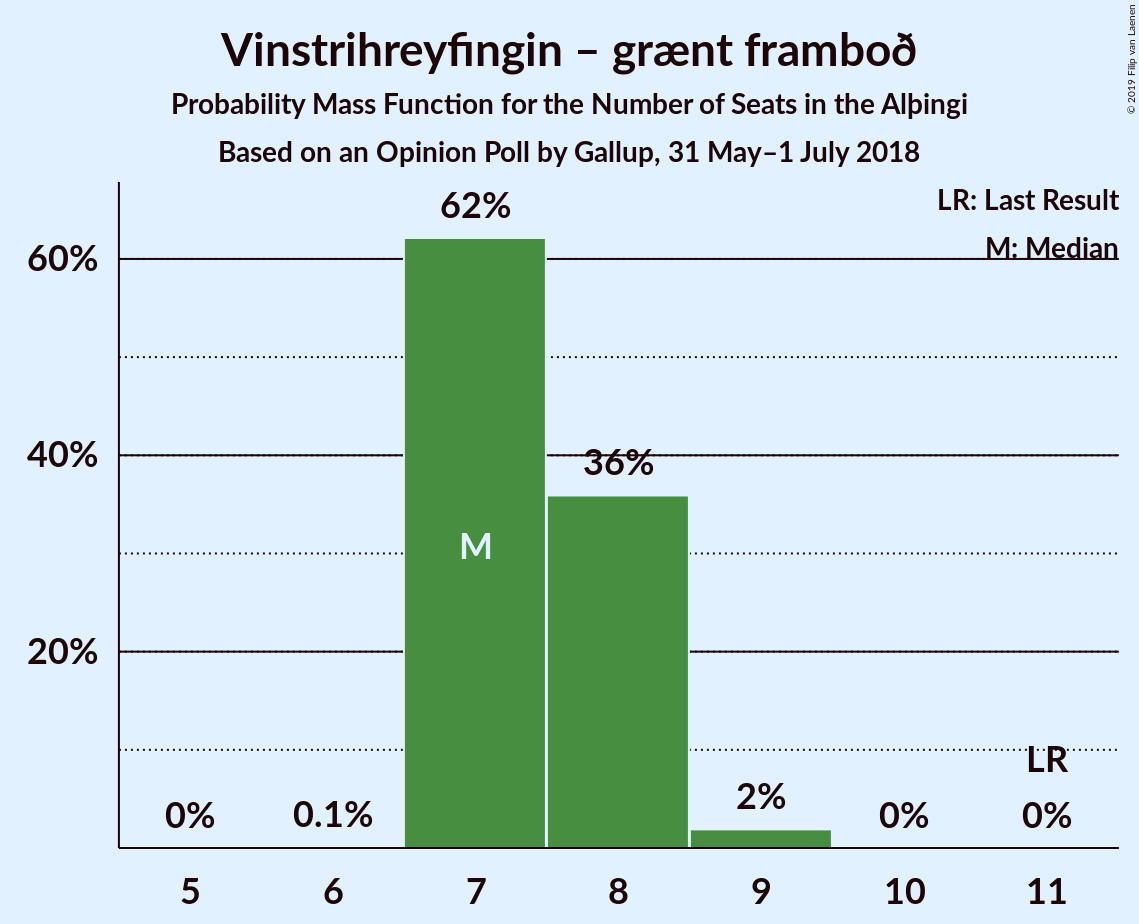 Vinstrihreyfingin – grænt framboð
Probability Mass Function for the Number of Seats in the Alþingi
Based on an Opinion Poll by Gallup, 31 May–1 July 2018
© 2019 Filip van Laenen
LR: Last Result
M: Median
62%
60%
40%
36%
M
20%
LR
0%
0.1%
2%
0%
0%
5
6
7
8
9
10
11